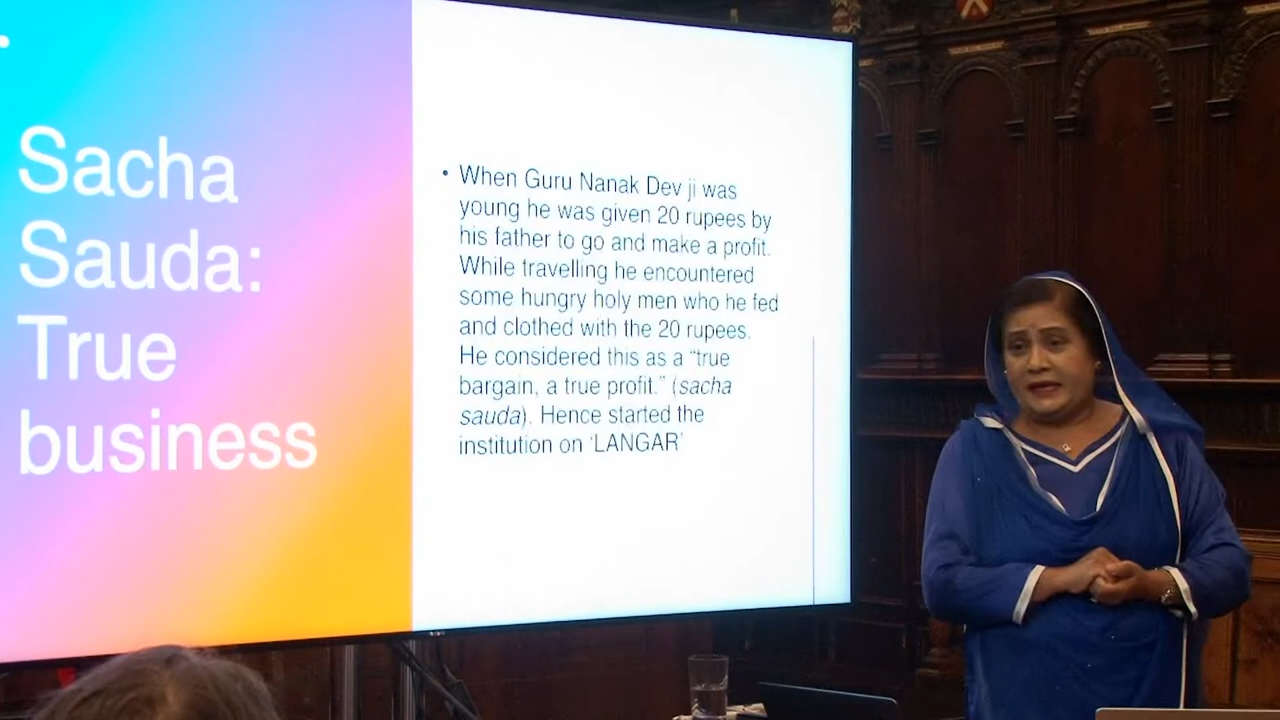 Sacha
Sauda:
True
business
• When Guru Nanak Dev ji was
young he was given 20 rupees by
his father to go and make a profit.
While travelling he encountered
some hungry holy men who he fed
and clothed with the 20 rupees.
He considered this as a “true
bargain, a true profit.” (sacha
sauda). Hence started the
institution on ‘LANGAR’